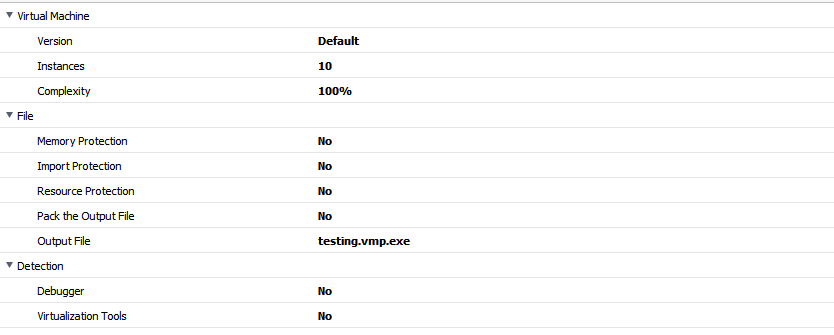 Virtual Machine
Version Default
Instances 10
Complexity 100%
File
Memory Protection No
Import Protection No
Resource Protection No
Pack the Output File No
Output File testing.vmp.exe
Detection
Debugger No
Virtualization Tools No